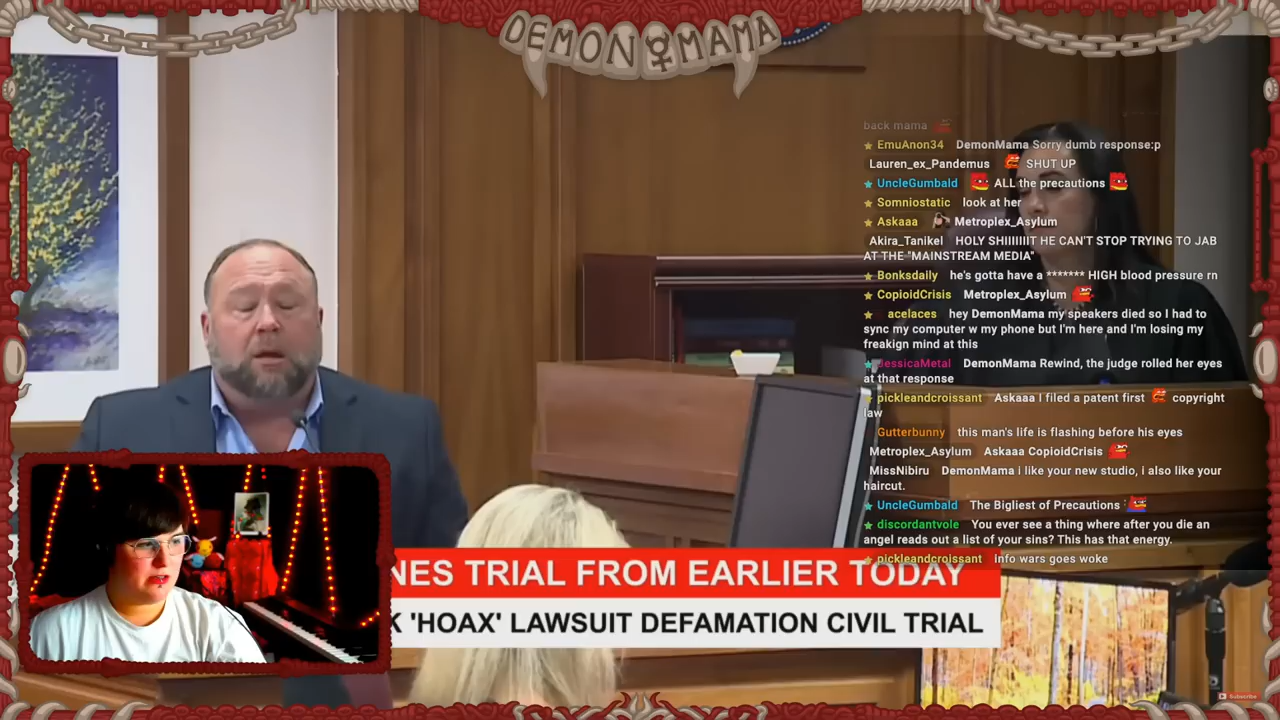 DEMON MAMA
back mama
EmuAnon34 DemonMama Sorry dumb response:p
Lauren_ex_Pandemus SHUT UP
UncleGumbald ALL the precautions
Somniostatic look at her
Askaaa Metroplex_Asylum
Akira_Tanikel HOLY SHIIIIIIT HE CAN'T STOP TRYING TO JAB
AT THE "MAINSTREAM MEDIA"
Bonksdaily he's gotta have a ******* HIGH blood pressure rn
CopioidCrisis Metroplex_Asylum
acelaces hey DemonMama my speakers died so I had to
sync my computer w my phone but I'm here and I'm losing my
freakign mind at this
JessicaMetal DemonMama Rewind, the judge rolled her eyes
at that response
pickleandcroissant Askaaa I filed a patent first copyright
law
Gutterbunny this man's life is flashing before his eyes
Metroplex_Asylum Askaaa CopioidCrisis
MissNibiru DemonMama i like your new studio, i also like your
haircut.
UncleGumbald The Bigliest of Precautions
discordantvole You ever see a thing where after you die an
angel reads out a list of your sins? This has that energy.
pickleandcroissant info wars goes woke
NES TRIAL FROM EARLIER TODAY
K 'HOAX' LAWSUIT DEFAMATION CIVIL TRIAL
Subscribe